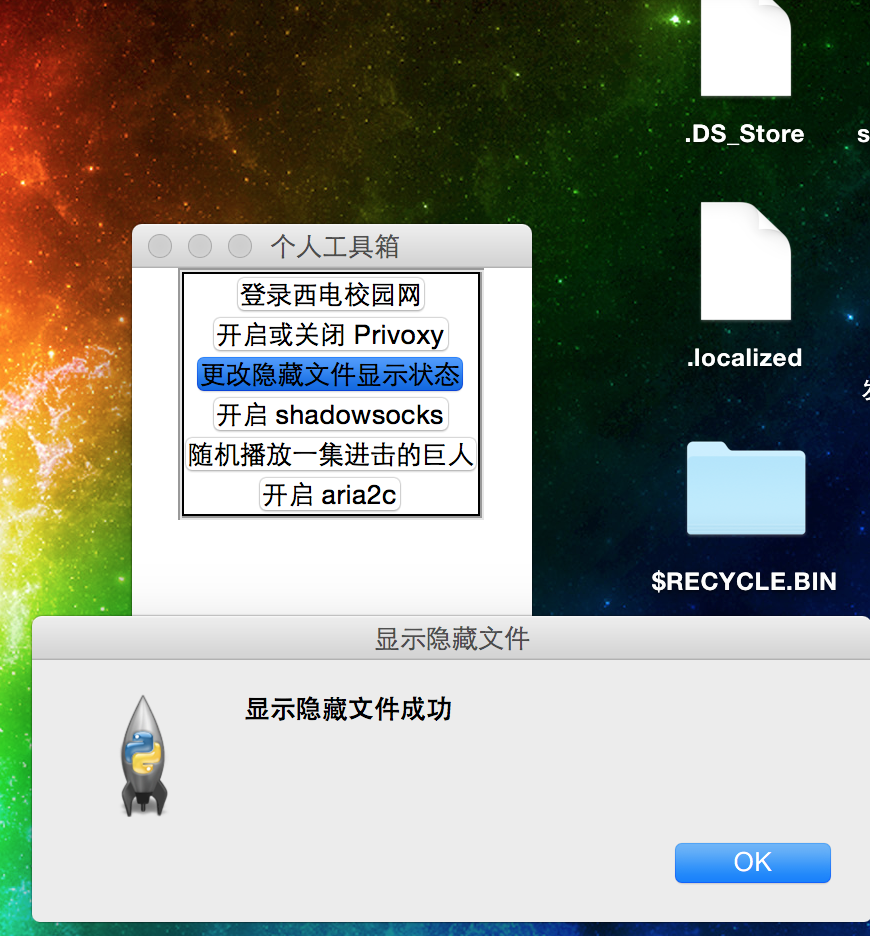 .DS_Store
个人工具箱
登录西电校园网
开启或关闭 Privoxy
更改隐藏文件显示状态
开启 shadowsocks
随机播放一集进击的巨人
开启 aria2c
.localized
$RECYCLE.BIN
显示隐藏文件
显示隐藏文件成功
OK